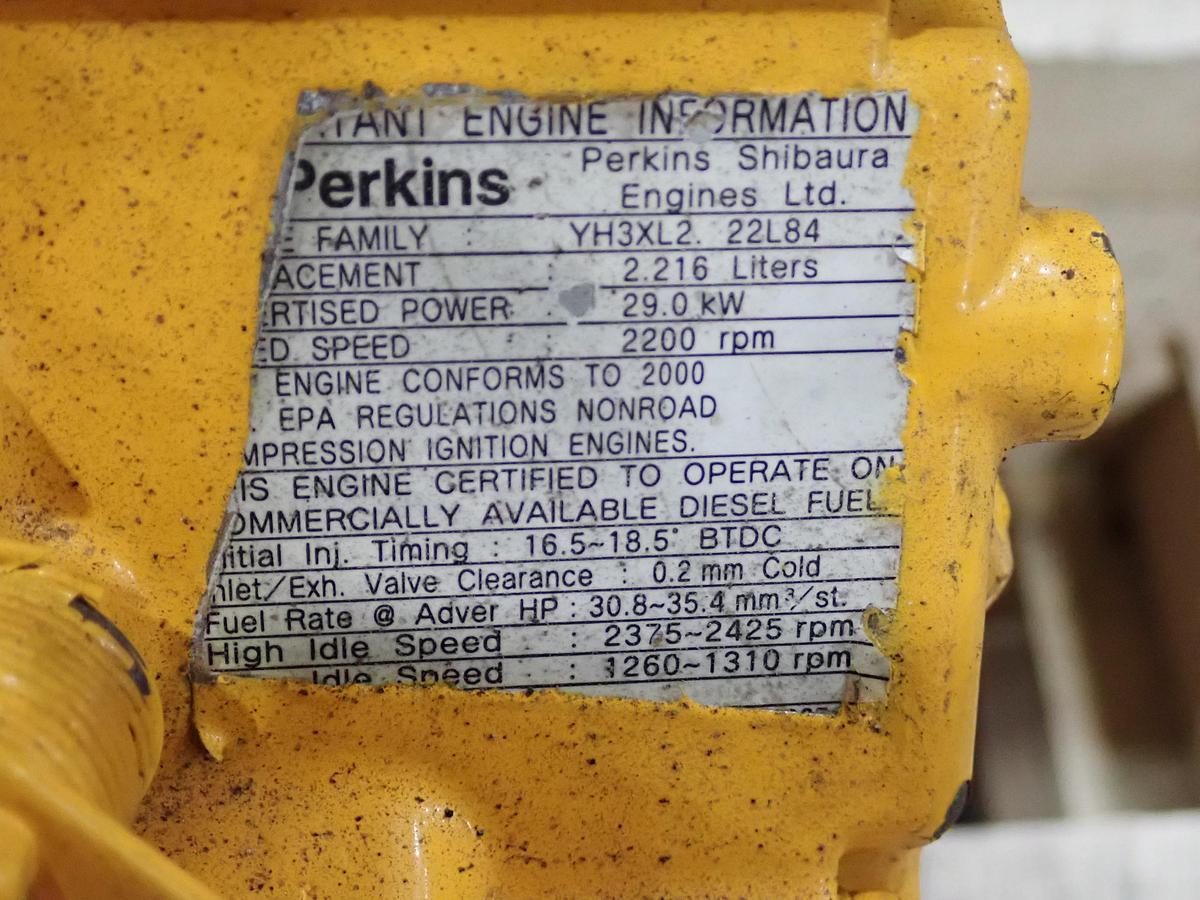 TANT ENGINE INFORMATION
Perkins
Perkins Shibaura
Engines Ltd.
E FAMILY : YH3XL2. 22L84
ACEMENT : 2.216 Liters
ERTISED POWER : 29.0 kW
ED SPEED : 2200 rpm
ENGINE CONFORMS TO 2000
. EPA REGULATIONS NONROAD
MPRESSION IGNITION ENGINES.
IS ENGINE CERTIFIED TO OPERATE ON
OMMERCIALLY AVAILABLE DIESEL FUEL.
nitial Inj. Timing : 16.5~18.5° BTDC
nlet/Exh. Valve Clearance : 0.2 mm Cold
Fuel Rate @ Adver HP : 30.8~35.4 mm³/st.
High Idle Speed : 2375~2425 rpm
Idle Speed : 1260~1310 rpm